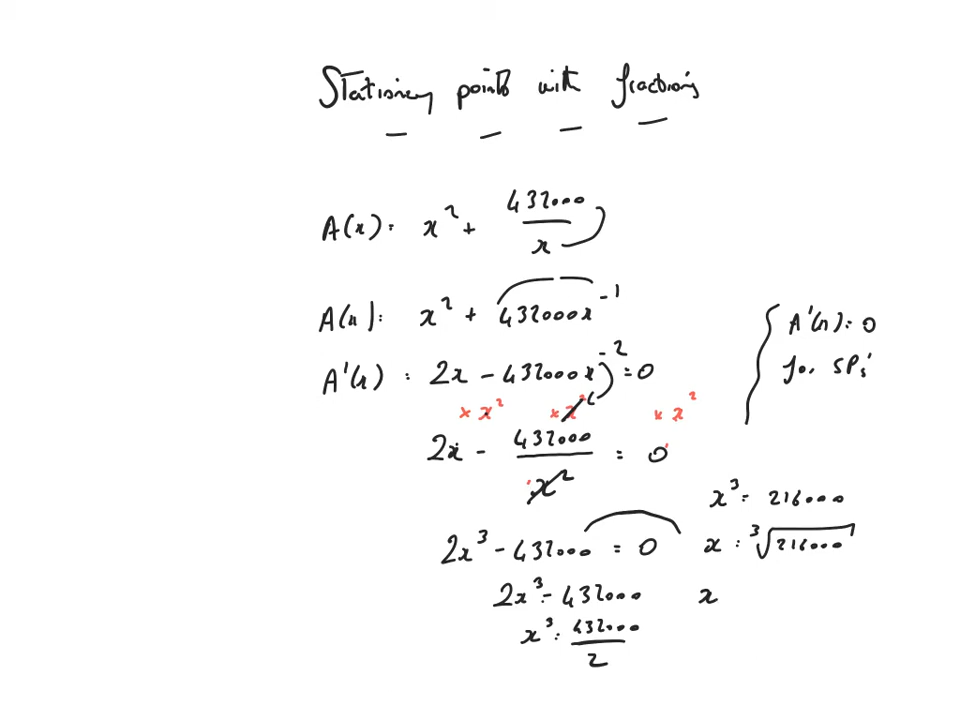 Stationary points with fractions
A(x) = x² + 432000/x
A(x) = x² + 432000x⁻¹
A'(x) = 2x - 432000x⁻² = 0
A'(x) = 0
for SPs
× x² × x² × x²
2x - 432000/x² = 0
2x³ - 432000 = 0
2x³ = 432000
x³ = 432000/2
x³ = 216000
x = ³√216000
x